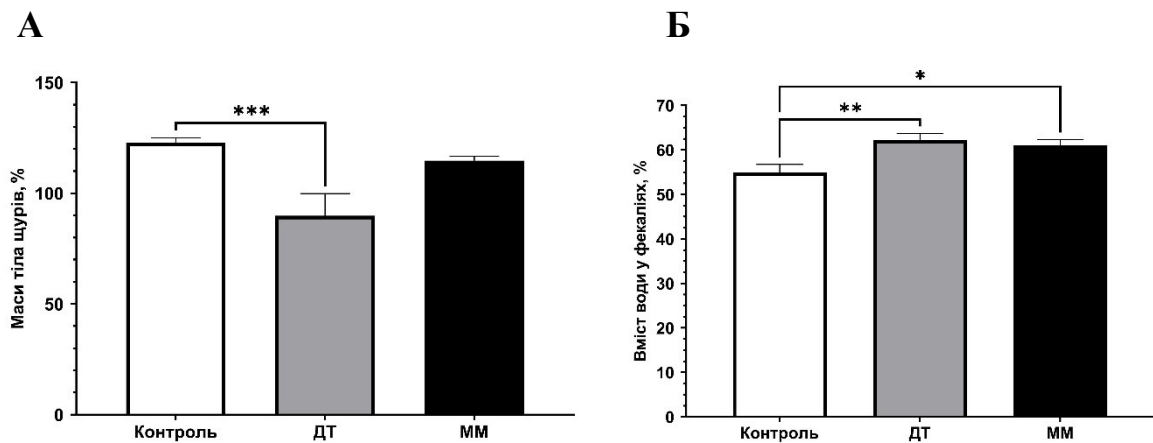 А
Маси тіла щурів, %
150
100
50
0
***
Контроль
ДТ
ММ
Б
Вміст води у фекаліях, %
70
60
50
40
30
20
10
0
*
**
Контроль
ДТ
ММ